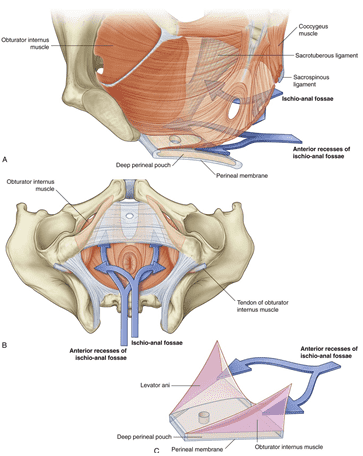 Obturator internus
muscle
Coccygeus
muscle
Sacrotuberous ligament
Sacrospinous
ligament
Ischio-anal fossae
Anterior recesses of
ischio-anal fossae
Deep perineal pouch
Perineal membrane
A
Obturator internus
muscle
Tendon of obturator
internus muscle
Ischio-anal fossae
Anterior recesses of
ischio-anal fossae
B
Anterior recesses of
ischio-anal fossae
Levator ani
Deep perineal pouch
Perineal membrane
Obturator internus muscle
C